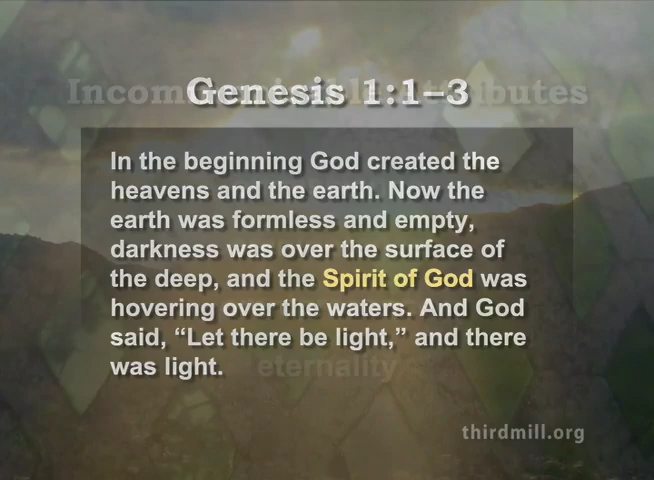 Genesis 1:1–3
In the beginning God created the
heavens and the earth. Now the
earth was formless and empty,
darkness was over the surface of
the deep, and the Spirit of God was
hovering over the waters. And God
said, “Let there be light,” and there
was light.
eternality
thirdmill.org